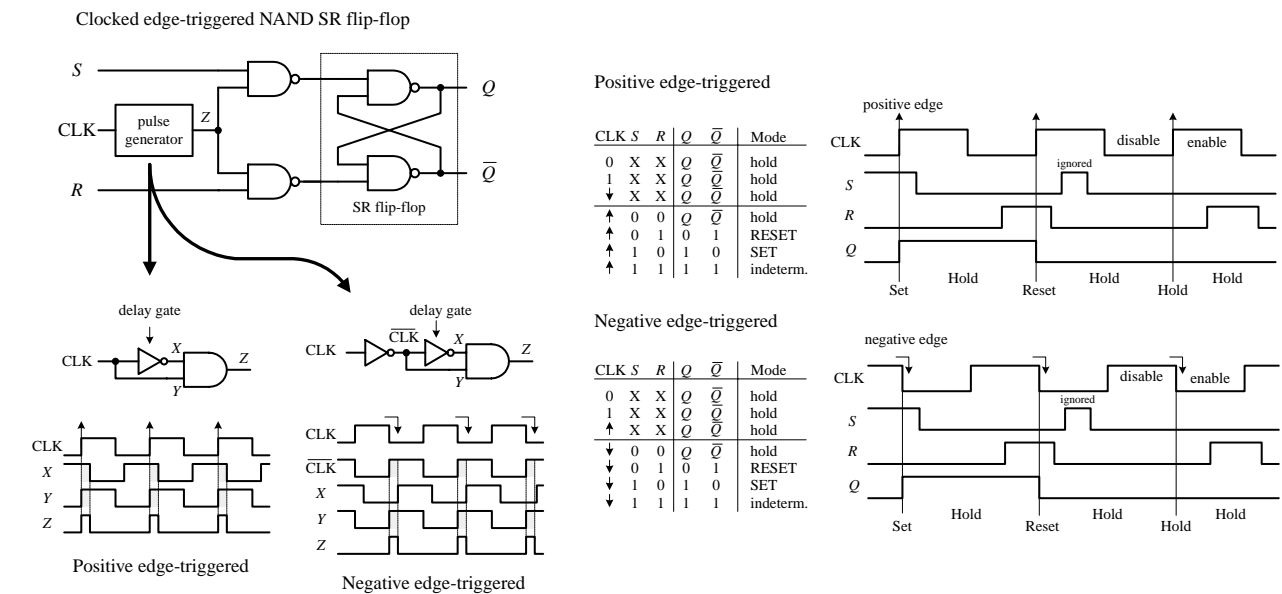 Clocked edge-triggered NAND SR flip-flop
S
CLK
pulse
generator
Z
R
Q
Q̅
SR flip-flop
delay gate
CLK
X
Y
Z
delay gate
CLK
C̅L̅K̅
X
Y
Z
CLK
X
Y
Z
Positive edge-triggered
CLK
C̅L̅K̅
X
Y
Z
Negative edge-triggered
Positive edge-triggered
CLK S R Q Q̅ Mode
0 X X Q Q̅ hold
1 X X Q Q̅ hold
↓ X X Q Q̅ hold
↑ 0 0 Q Q̅ hold
↑ 0 1 0 1 RESET
↑ 1 0 1 0 SET
↑ 1 1 1 1 indeterm.
positive edge
CLK
disable
enable
ignored
S
R
Q
Hold
Hold
Hold
Set
Reset
Hold
Negative edge-triggered
CLK S R Q Q̅ Mode
0 X X Q Q̅ hold
1 X X Q Q̅ hold
↑ X X Q Q̅ hold
↓ 0 0 Q Q̅ hold
↓ 0 1 0 1 RESET
↓ 1 0 1 0 SET
↓ 1 1 1 1 indeterm.
negative edge
CLK
disable
enable
ignored
S
R
Q
Hold
Hold
Hold
Set
Reset
Hold